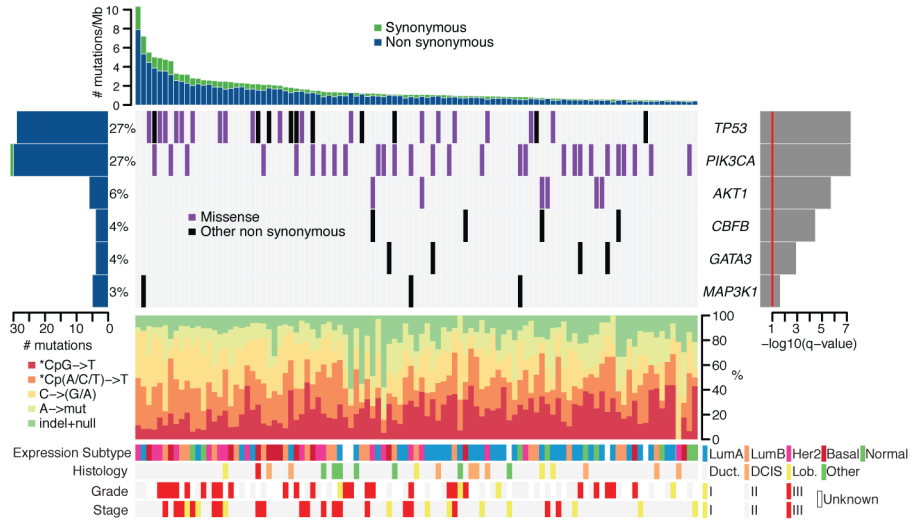 # mutations/Mb
10
8
6
4
2
0
Synonymous
Non synonymous
27% TP53
27% PIK3CA
6% AKT1
Missense
Other non synonymous
4% CBFB
4% GATA3
3% MAP3K1
30 20 10 0
# mutations
1 3 5 7
−log10(q−value)
*CpG->T
*Cp(A/C/T)->T
C->(G/A)
A->mut
indel+null
100
80
60
40
20
0
%
Expression Subtype LumA LumB Her2 Basal Normal
Histology Duct. DCIS Lob. Other
Grade I II III Unknown
Stage I II III